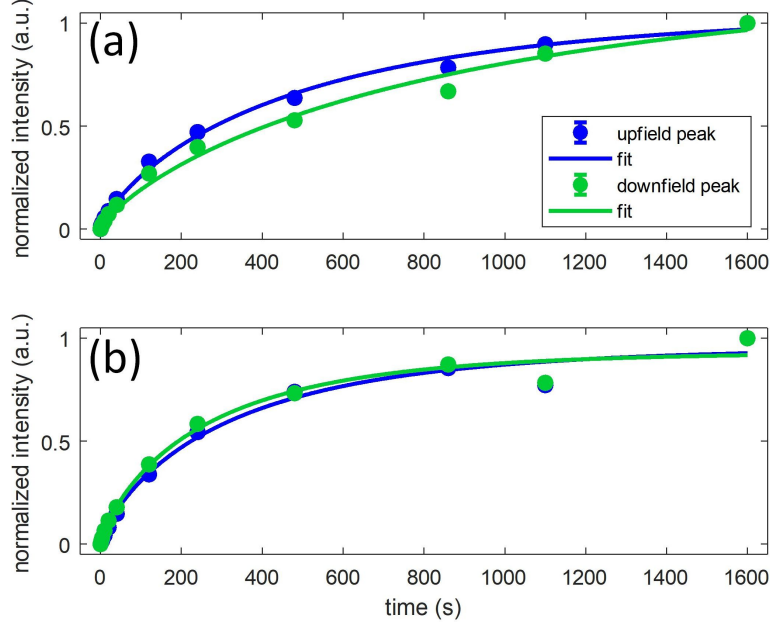 (a)
normalized intensity (a.u.)
1
0.5
0
upfield peak
fit
downfield peak
fit
0 200 400 600 800 1000 1200 1400 1600
(b)
normalized intensity (a.u.)
1
0.5
0
0 200 400 600 800 1000 1200 1400 1600
time (s)